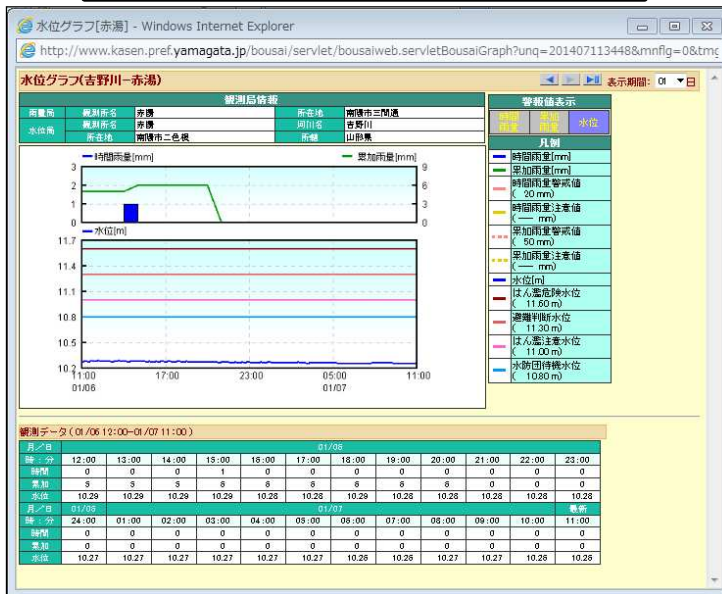 水位グラフ[赤湯] - Windows Internet Explorer
http://www.kasen.pref.yamagata.jp/bousai/servlet/bousaiweb.servletBousaiGraph?unq=201407113448&mnflg=0&tmg
水位グラフ(吉野川－赤湯)
表示期間: 01 日
観測局情報
雨量局 観測所名 赤湯 所在地 南陽市三間通
水位局 観測所名 赤湯 河川名 吉野川
所在地 南陽市二色根 所轄 山形県
警報値表示
時間雨量 累加雨量 水位
凡例
時間雨量[mm]
累加雨量[mm]
時間雨量警戒値
( 20 mm)
時間雨量注意値
( ── mm)
累加雨量警戒値
( 50 mm)
累加雨量注意値
( ── mm)
水位[m]
はん濫危険水位
( 11.60 m)
避難判断水位
( 11.30 m)
はん濫注意水位
( 11.00 m)
水防団待機水位
( 10.80 m)
時間雨量[mm] 累加雨量[mm]
3 9
2 6
1 3
0 0
水位[m]
11.7
11.4
11.1
10.8
10.5
10.2
11:00 17:00 23:00 05:00 11:00
01/06 01/07
観測データ(01/06 12:00-01/07 11:00)
月／日 01/06
時：分 12:00 13:00 14:00 15:00 16:00 17:00 18:00 19:00 20:00 21:00 22:00 23:00
時間 0 0 0 1 0 0 0 0 0 0 0 0
累加 5 5 5 6 6 6 6 6 6 0 0 0
水位 10.29 10.29 10.29 10.29 10.28 10.28 10.28 10.28 10.28 10.28 10.28 10.28
月／日 01/06 01/07 最新
時：分 24:00 01:00 02:00 03:00 04:00 05:00 06:00 07:00 08:00 09:00 10:00 11:00
時間 0 0 0 0 0 0 0 0 0 0 0 0
累加 0 0 0 0 0 0 0 0 0 0 0 0
水位 10.27 10.27 10.27 10.27 10.27 10.27 10.26 10.26 10.27 10.27 10.26 10.26